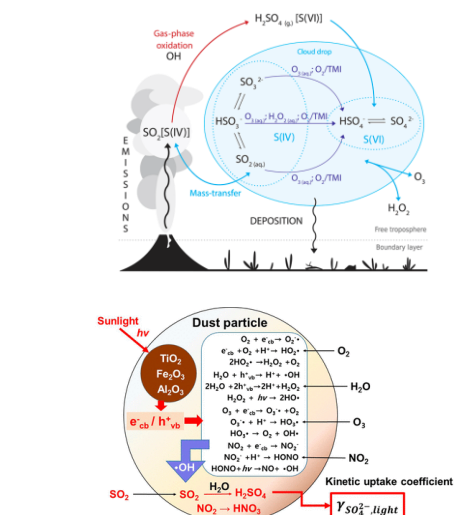 H₂SO₄ (g,) [S(VI)]
Gas-phase
oxidation
OH
Cloud drop
O₃ (aq,); O₂/TMI
SO₃ ²⁻
SO₂[S(IV)]
HSO₃⁻
O₃ (aq,); H₂O₂ (aq,); O₂/TMI
HSO₄⁻
SO₄ ²⁻
S(IV)
S(VI)
SO₂ (aq,)
O₃ (aq,); O₂/TMI
Mass-transfer
O₃
H₂O₂
EMISSIONS
DEPOSITION
Free troposphere
Boundary layer
Sunlight
hv
Dust particle
TiO₂
Fe₂O₃
Al₂O₃
e⁻cb / h⁺vb
O₂ + e⁻cb → O₂⁻•
e⁻cb +O₂ +H⁺→ HO₂•
2HO₂• →H₂O₂ +O₂
H₂O + h⁺vb→ H⁺+ •OH
2H₂O +2h⁺vb→2H⁺+H₂O₂
H₂O₂ + hv → 2HO•
O₃ + e⁻cb→ O₃⁻• +O₂
O₃⁻• + H⁺→ HO₃•
HO₃• → O₂ + OH•
NO₂ + e⁻cb → NO₂⁻
NO₂⁻ +H⁺→ HONO
HONO+hv→NO+ •OH
O₂
H₂O
O₃
NO₂
•OH
SO₂
SO₂
H₂O
H₂SO₄
NO₂ → HNO₃
Kinetic uptake coefficient
γSO₄²⁻,light